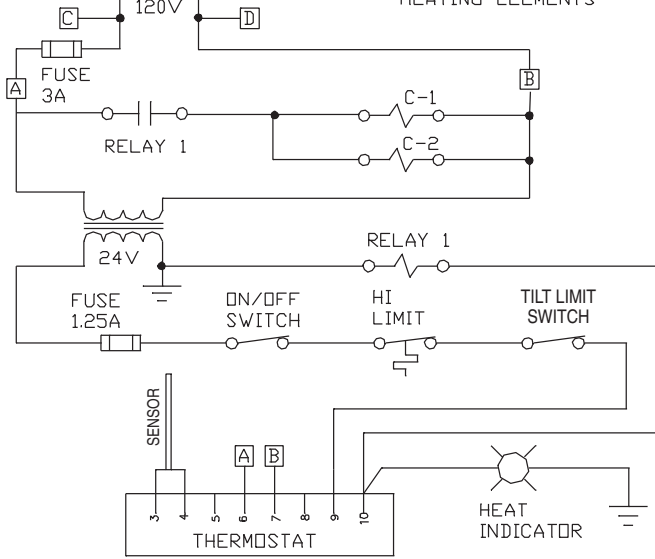 HEATING ELEMENTS
120V
C
D
FUSE
3A
A
B
RELAY 1
C-1
C-2
24V
RELAY 1
FUSE
1.25A
ON/OFF
SWITCH
HI
LIMIT
TILT LIMIT
SWITCH
SENSOR
A
B
3
4
5
6
7
8
9
10
THERMOSTAT
HEAT
INDICATOR